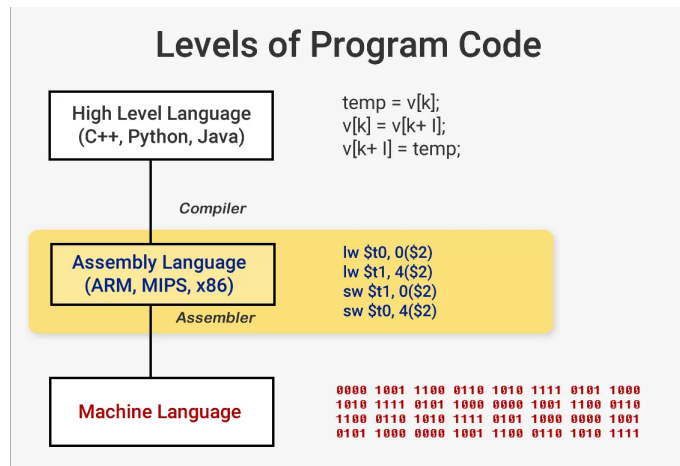 Levels of Program Code
High Level Language
(C++, Python, Java)
temp = v[k];
v[k] = v[k+ I];
v[k+ I] = temp;
Compiler
Assembly Language
(ARM, MIPS, x86)
lw $t0, 0($2)
lw $t1, 4($2)
sw $t1, 0($2)
sw $t0, 4($2)
Assembler
Machine Language
0000 1001 1100 0110 1010 1111 0101 1000
1010 1111 0101 1000 0000 1001 1100 0110
1100 0110 1010 1111 0101 1000 0000 1001
0101 1000 0000 1001 1100 0110 1010 1111